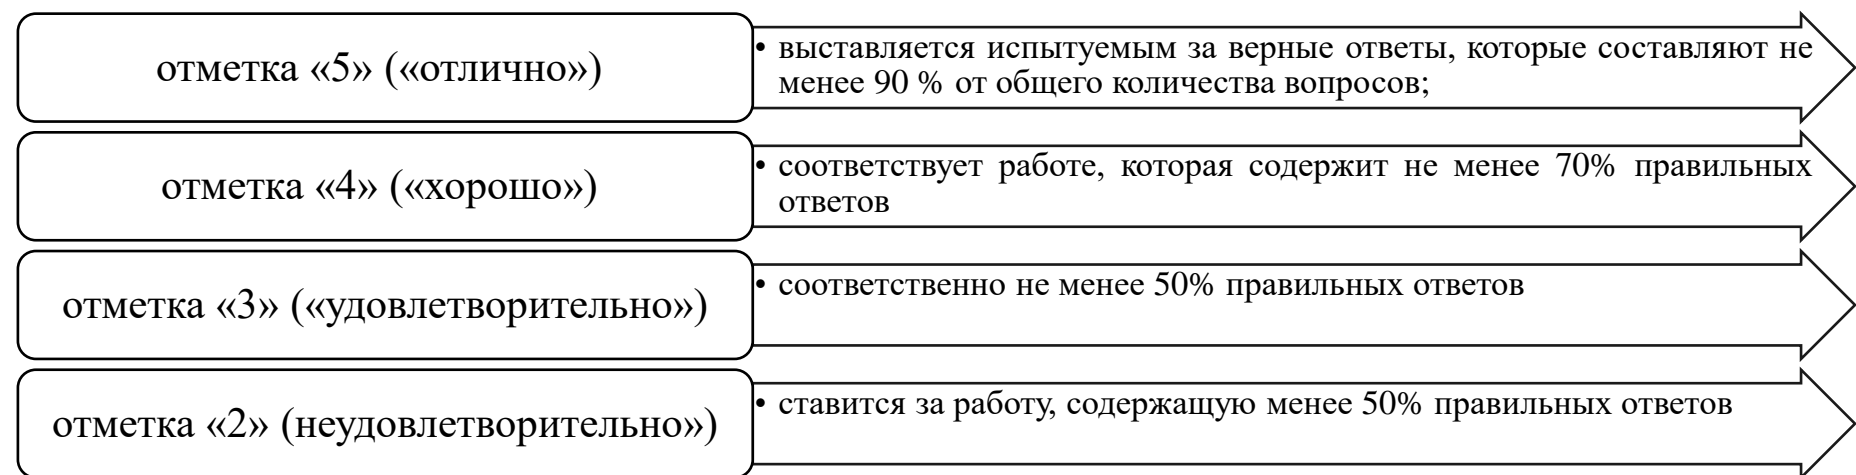 отметка «5» («отлично»)
• выставляется испытуемым за верные ответы, которые составляют не
менее 90 % от общего количества вопросов;
отметка «4» («хорошо»)
• соответствует работе, которая содержит не менее 70% правильных
ответов
отметка «3» («удовлетворительно»)
• соответственно не менее 50% правильных ответов
отметка «2» (неудовлетворительно»)
• ставится за работу, содержащую менее 50% правильных ответов